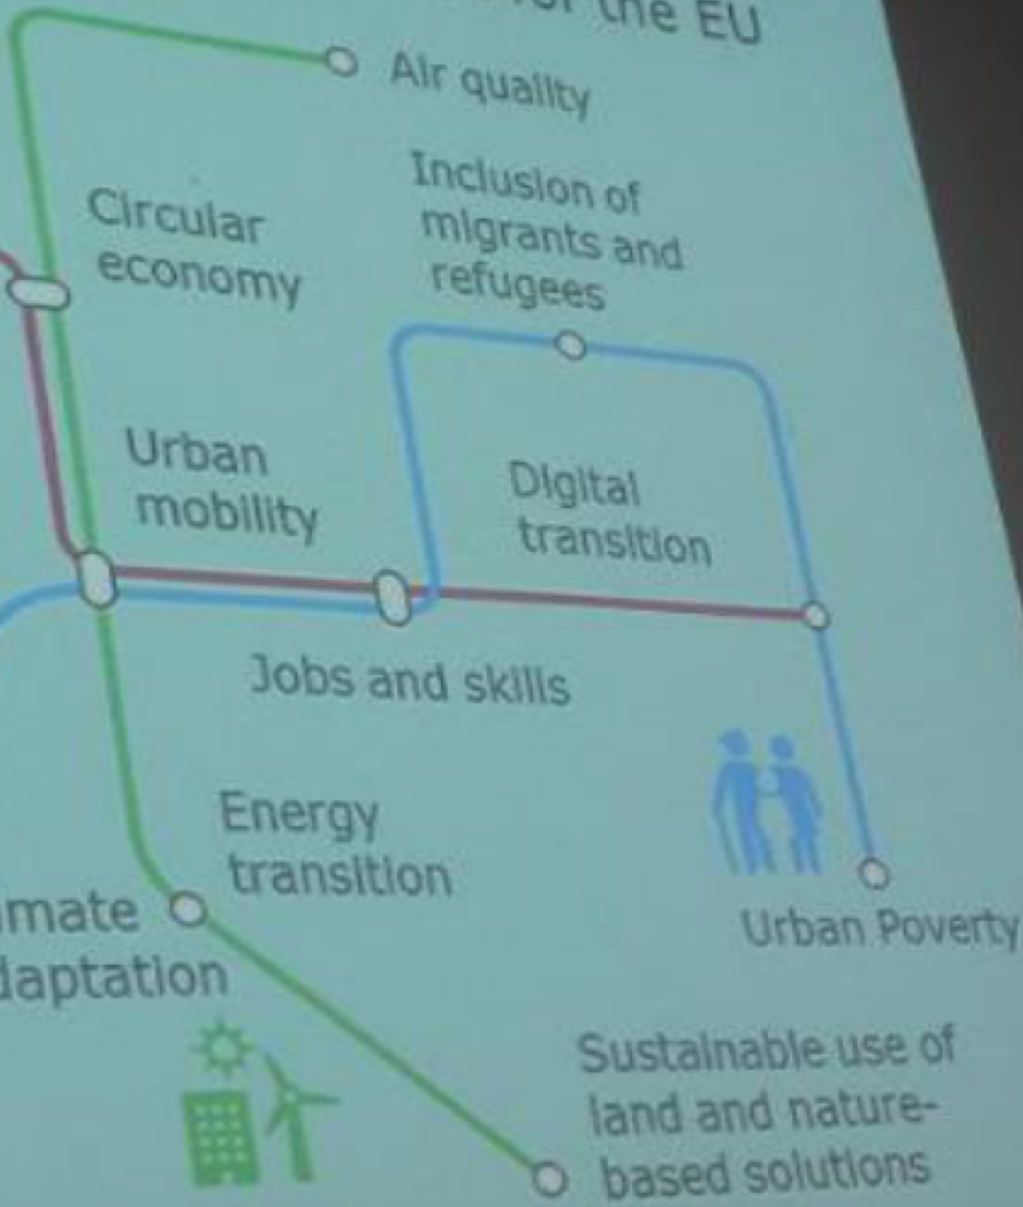 for the EU
Air quality
Inclusion of
migrants and
refugees
Circular
economy
Urban
mobility
Digital
transition
Jobs and skills
Energy
transition
mate
daptation
Urban Poverty
Sustainable use of
land and nature-
based solutions